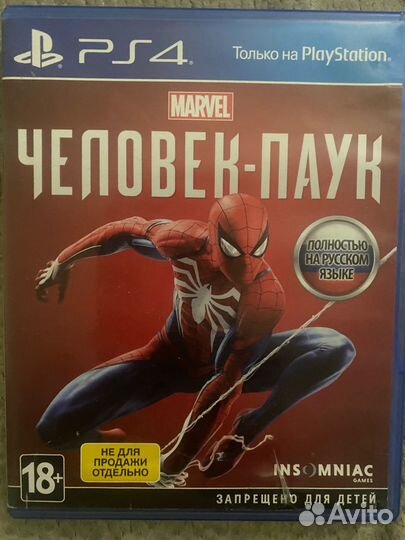 PS4
Только на PlayStation
MARVEL
ЧЕЛОВЕК-ПАУК
ПОЛНОСТЬЮ
НА РУССКОМ
ЯЗЫКЕ
НЕ ДЛЯ
ПРОДАЖИ
ОТДЕЛЬНО
18+
INSOMNIAC
GAMES
ЗАПРЕЩЕНО ДЛЯ ДЕТЕЙ
Avito